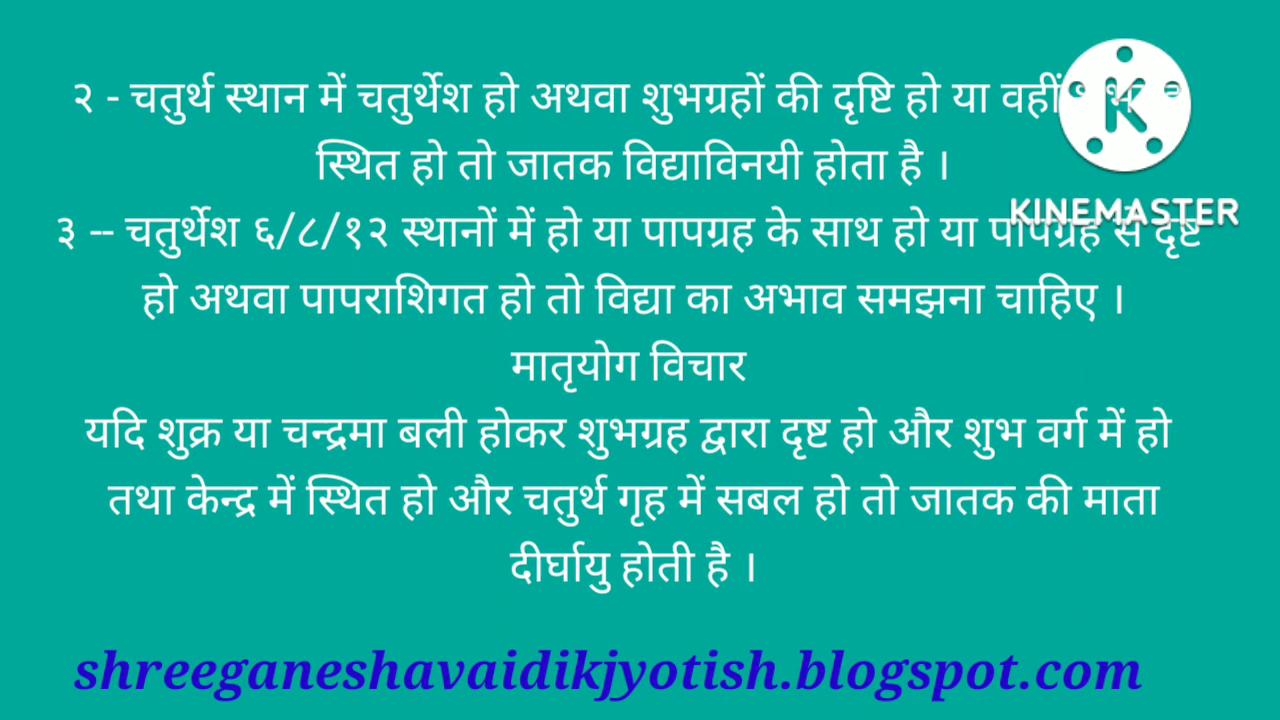 २ - चतुर्थ स्थान में चतुर्थेश हो अथवा शुभग्रहों की दृष्टि हो या वहीं
स्थित हो तो जातक विद्याविनयी होता है ।
३ -- चतुर्थेश ६/८/१२ स्थानों में हो या पापग्रह के साथ हो या पापग्रह से दृष्ट
हो अथवा पापराशिगत हो तो विद्या का अभाव समझना चाहिए ।
मातृयोग विचार
यदि शुक्र या चन्द्रमा बली होकर शुभग्रह द्वारा दृष्ट हो और शुभ वर्ग में हो
तथा केन्द्र में स्थित हो और चतुर्थ गृह में सबल हो तो जातक की माता
दीर्घायु होती है ।
shreeganeshavaidikjyotish.blogspot.com
K
KINEMASTER